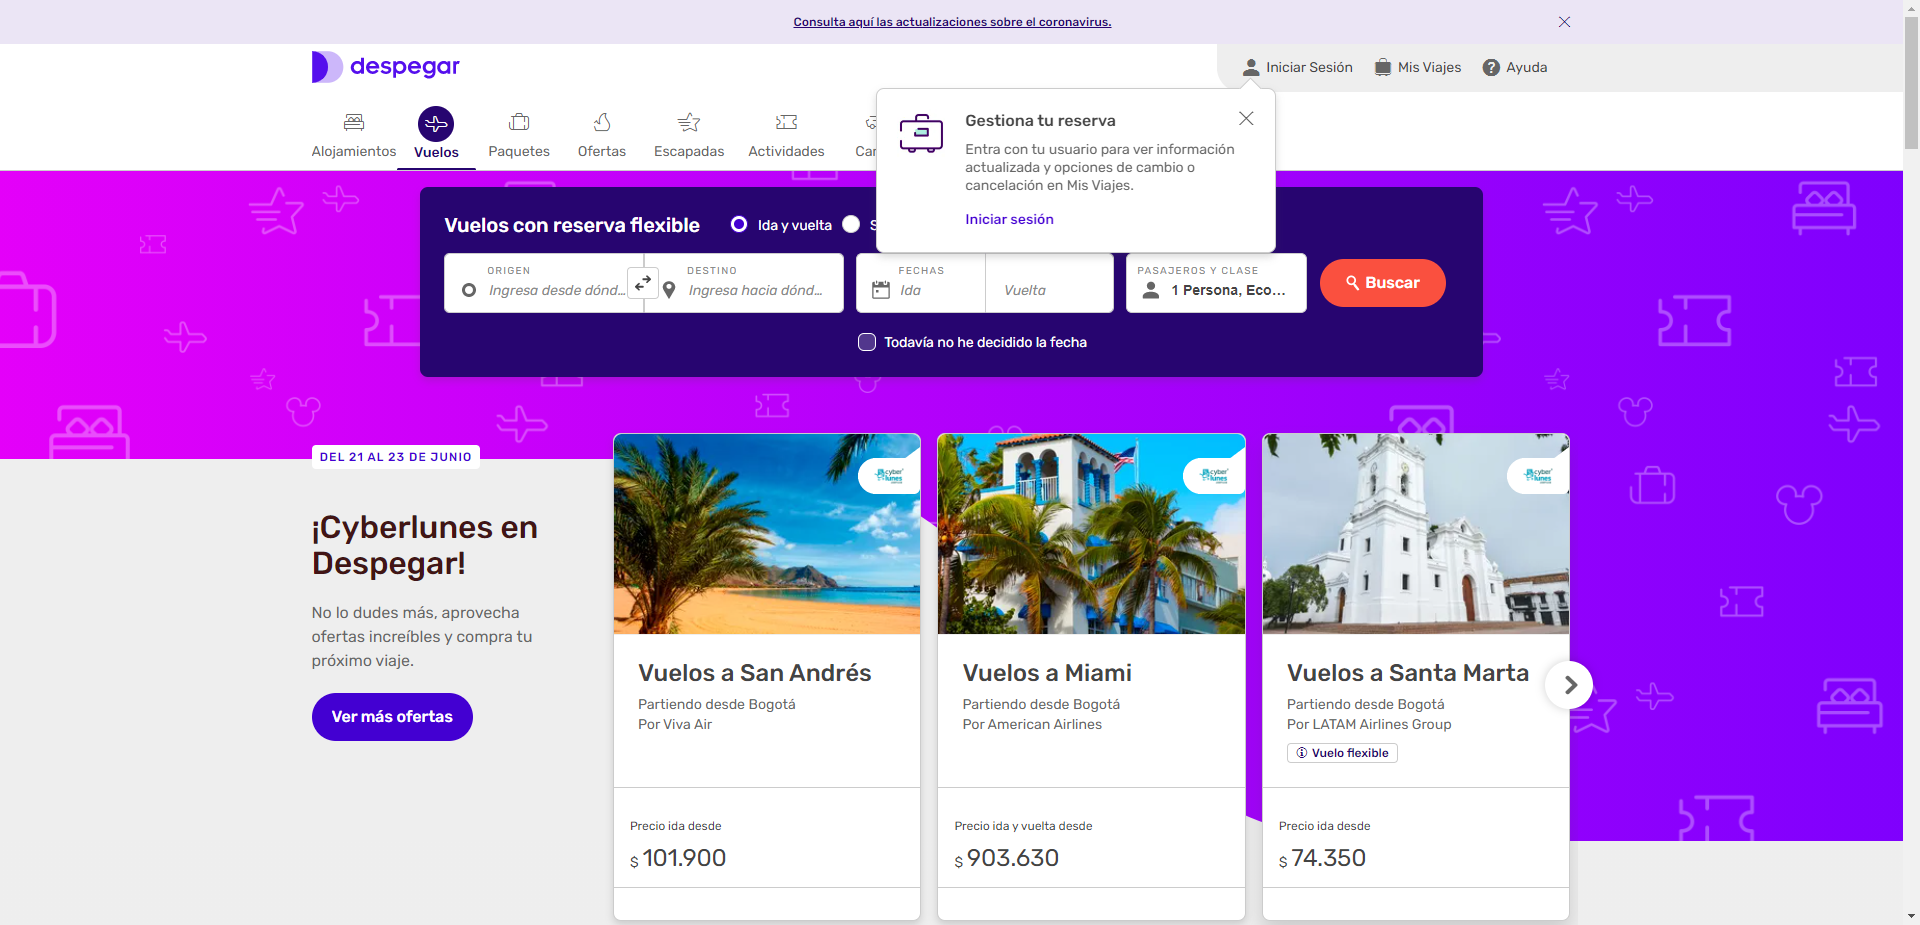 Consulta aquí las actualizaciones sobre el coronavirus.
despegar
Iniciar Sesión
Mis Viajes
Ayuda
Alojamientos
Vuelos
Paquetes
Ofertas
Escapadas
Actividades
Gestiona tu reserva
Entra con tu usuario para ver información
actualizada y opciones de cambio o
cancelación en Mis Viajes.
Iniciar sesión
Vuelos con reserva flexible
Ida y vuelta
ORIGEN
Ingresa desde dónd...
DESTINO
Ingresa hacia dónd...
FECHAS
Ida
Vuelta
PASAJEROS Y CLASE
1 Persona, Eco...
Buscar
Todavía no he decidido la fecha
DEL 21 AL 23 DE JUNIO
¡Cyberlunes en
Despegar!
No lo dudes más, aprovecha
ofertas increíbles y compra tu
próximo viaje.
Ver más ofertas
cyber
lunes
Vuelos a San Andrés
Partiendo desde Bogotá
Por Viva Air
Precio ida desde
$ 101.900
cyber
lunes
Vuelos a Miami
Partiendo desde Bogotá
Por American Airlines
Precio ida y vuelta desde
$ 903.630
cyber
lunes
Vuelos a Santa Marta
Partiendo desde Bogotá
Por LATAM Airlines Group
Vuelo flexible
Precio ida desde
$ 74.350